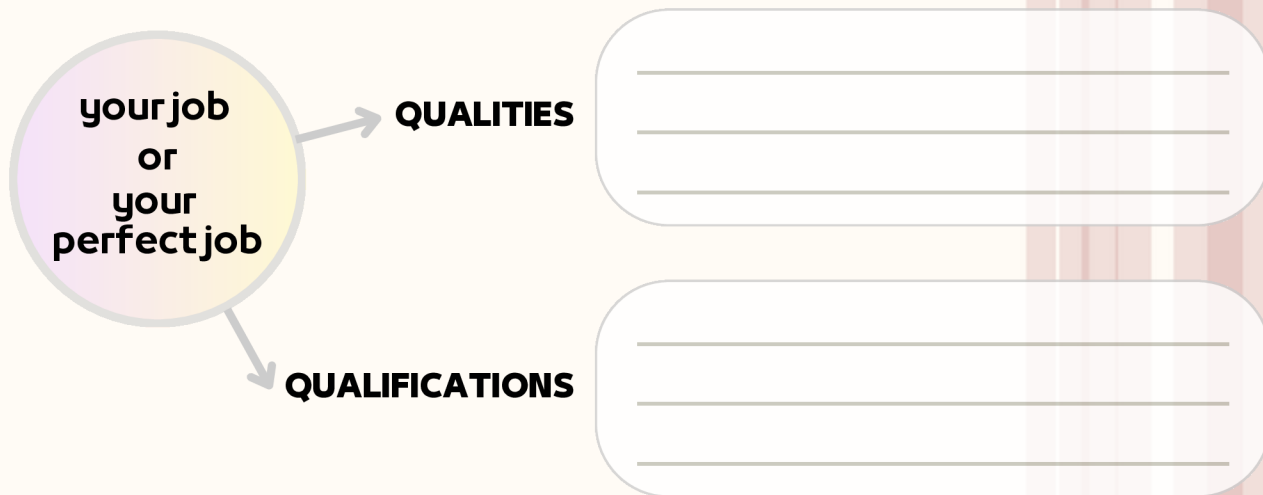 your job
or
your
perfect job
QUALITIES
QUALIFICATIONS